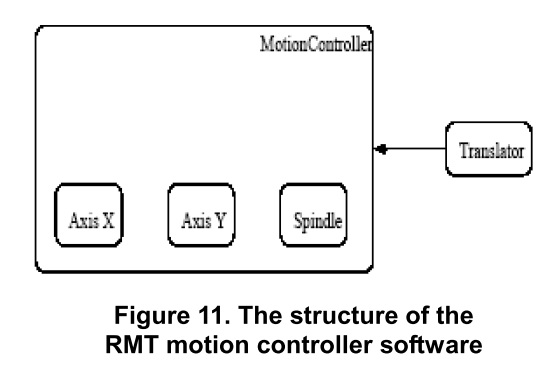 MotionController
Translator
Axis X
Axis Y
Spindle
Figure 11. The structure of the
RMT motion controller software